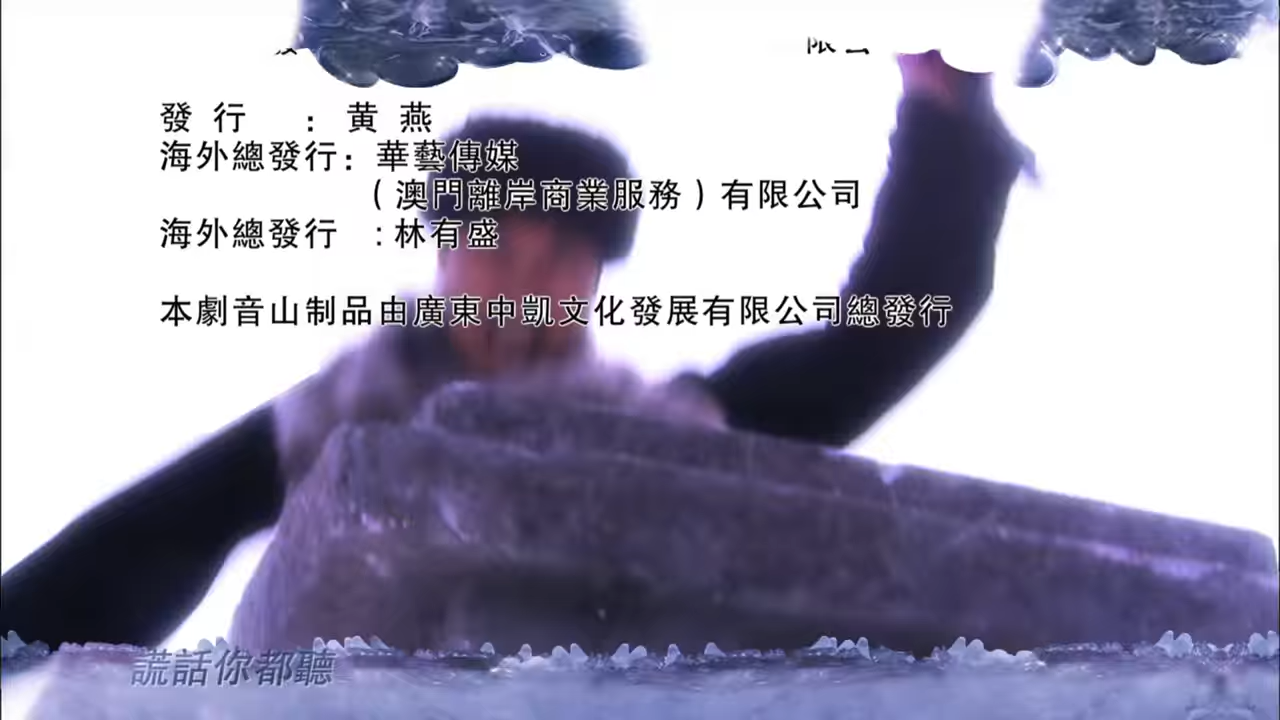 限公
發行 : 黄燕
海外總發行: 華藝傳媒
(澳門離岸商業服務)有限公司
海外總發行 : 林有盛
本劇音山制品由廣東中凱文化發展有限公司總發行
謊話你都聽